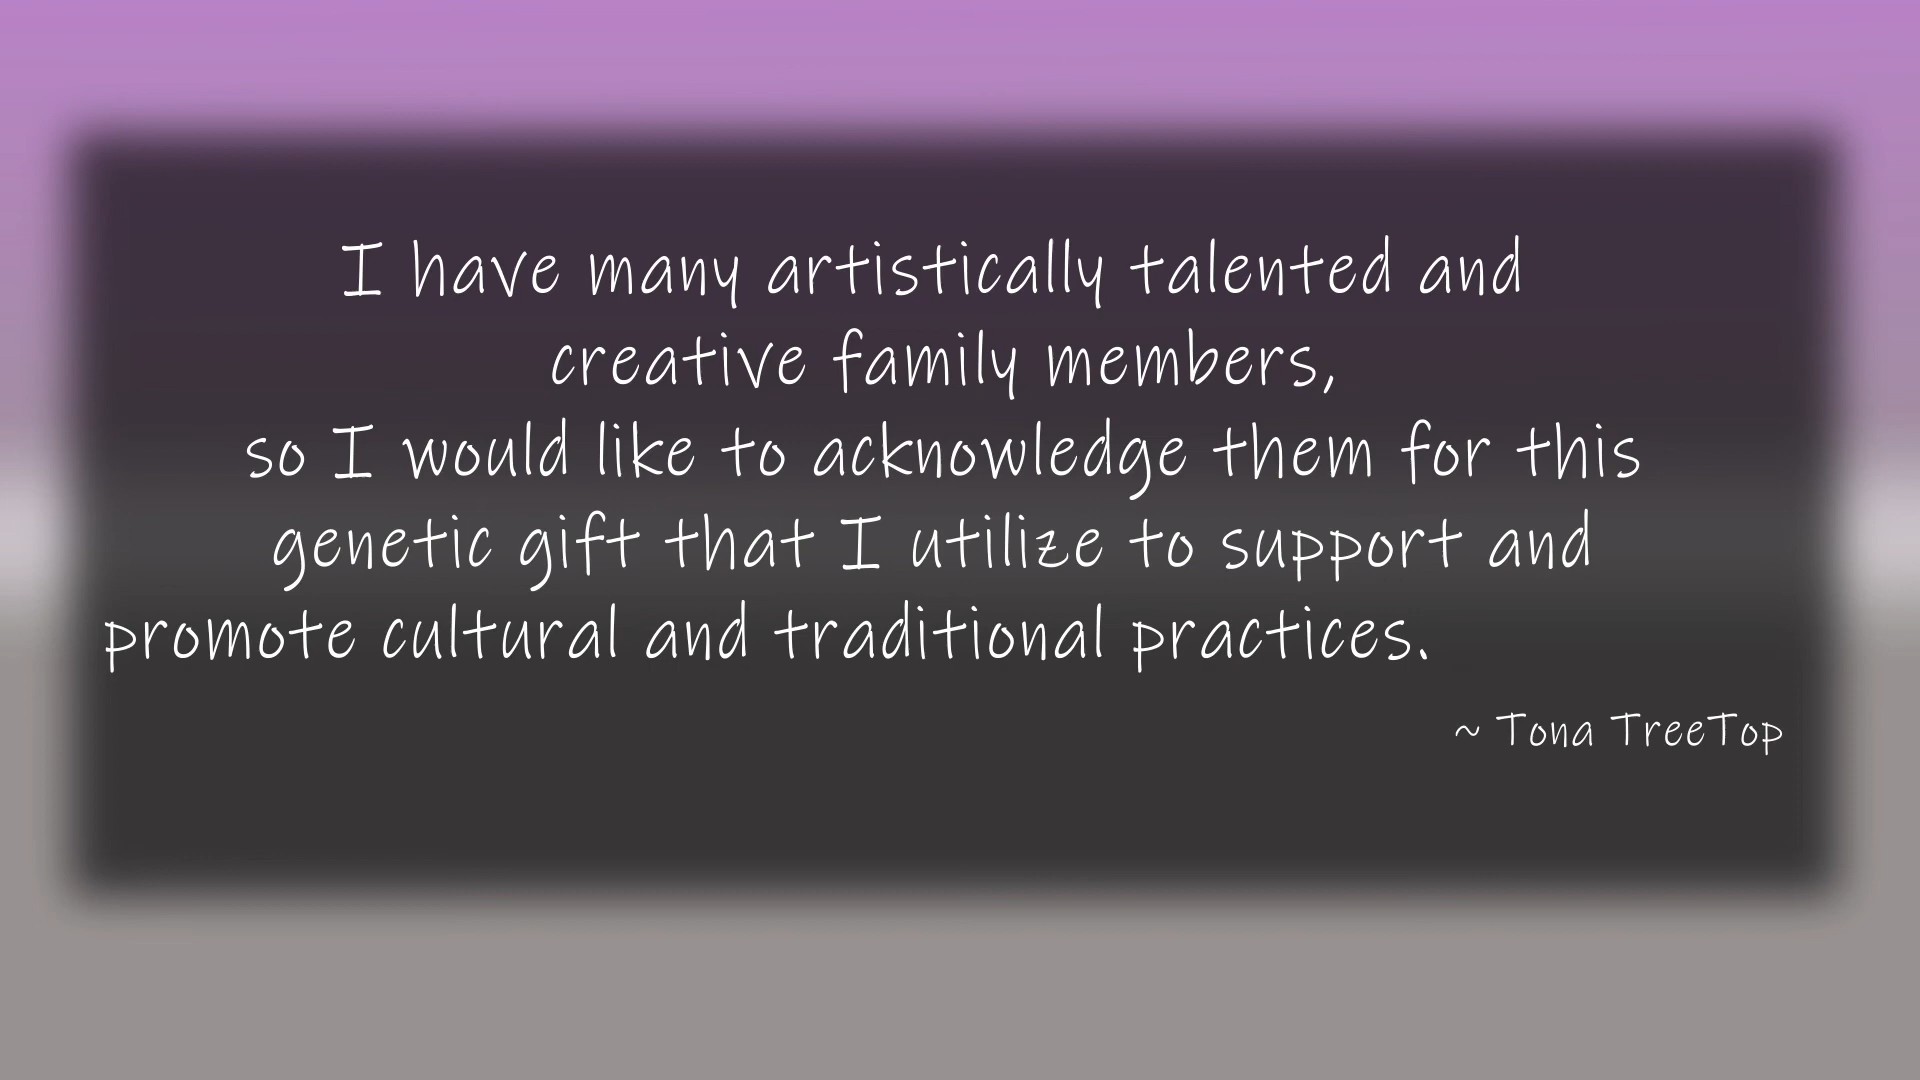 I have many artistically talented and
creative family members,
so I would like to acknowledge them for this
genetic gift that I utilize to support and
promote cultural and traditional practices.
~ Tona TreeTop